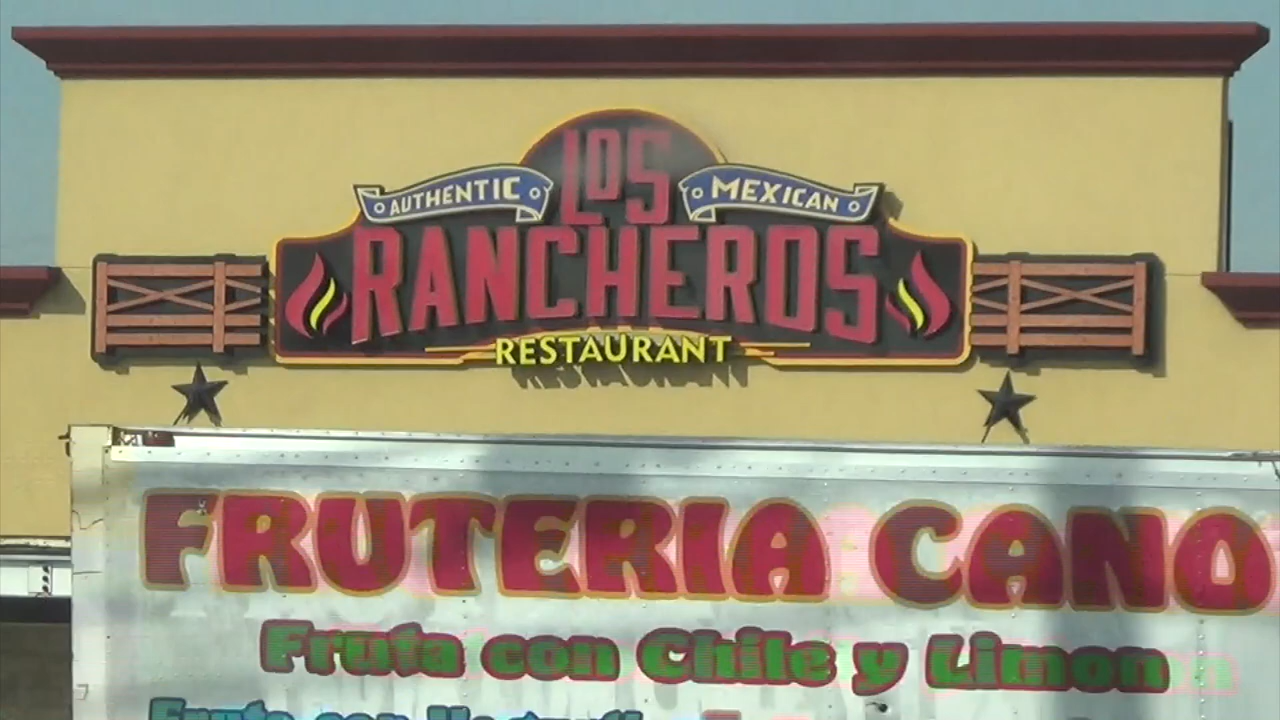 LOS
AUTHENTIC MEXICAN
RANCHEROS
RESTAURANT
FRUTERIA CANO
Fruta con Chile y Limon